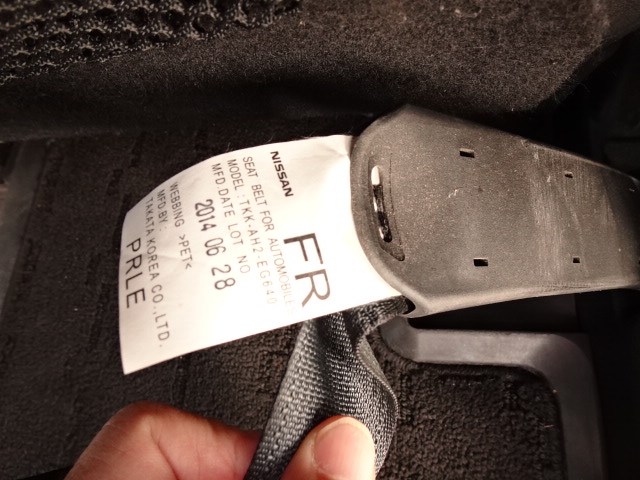 NISSAN
SEAT BELT FOR AUTOMOBILE
MODEL : TKK-AH2-EG640
MFD.DATE LOT NO
2014 06 28
WEBBING >PET<
MFD.BY :
TAKATA KOREA CO.,LTD.
FR
PRLE